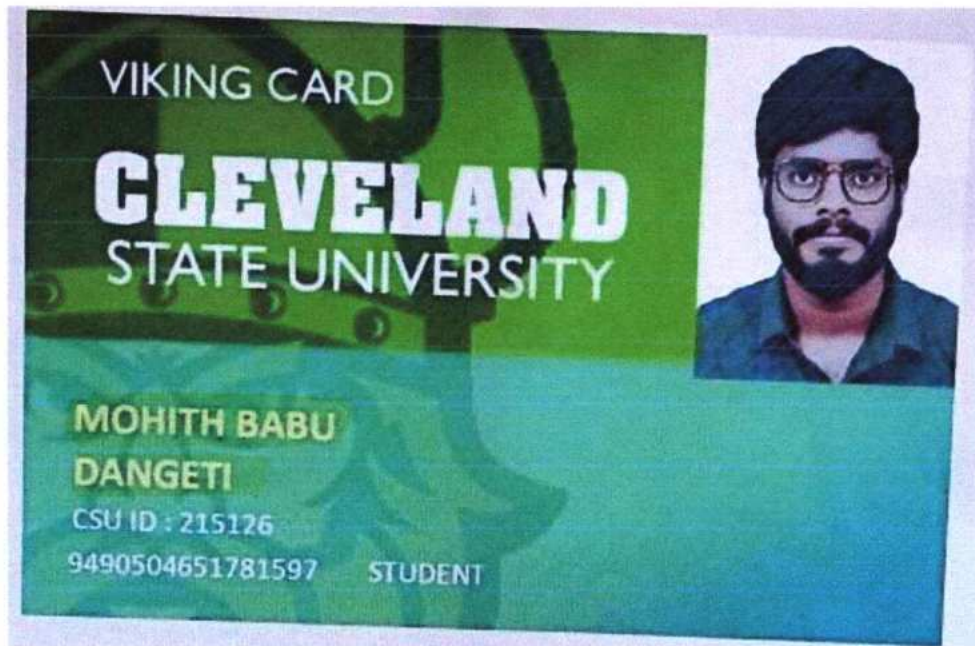 VIKING CARD
CLEVELAND
STATE UNIVERSITY
MOHITH BABU
DANGETI
CSU ID : 215126
9490504651781597 STUDENT